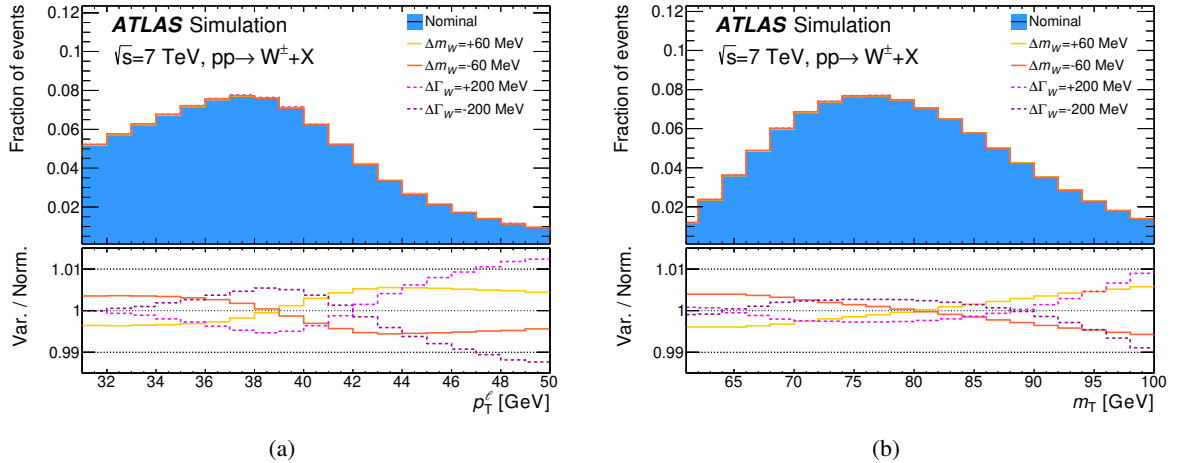 ATLAS Simulation
√s=7 TeV, pp→ W±+X
Nominal
Δm_W=+60 MeV
Δm_W=-60 MeV
ΔΓ_W=+200 MeV
ΔΓ_W=-200 MeV
Fraction of events
0.12
0.1
0.08
0.06
0.04
0.02
Var. / Norm.
1.01
1
0.99
32 34 36 38 40 42 44 46 48 50
p_T^ℓ [GeV]
(a)
ATLAS Simulation
√s=7 TeV, pp→ W±+X
Nominal
Δm_W=+60 MeV
Δm_W=-60 MeV
ΔΓ_W=+200 MeV
ΔΓ_W=-200 MeV
Fraction of events
0.12
0.1
0.08
0.06
0.04
0.02
Var. / Norm.
1.01
1
0.99
65 70 75 80 85 90 95 100
m_T [GeV]
(b)